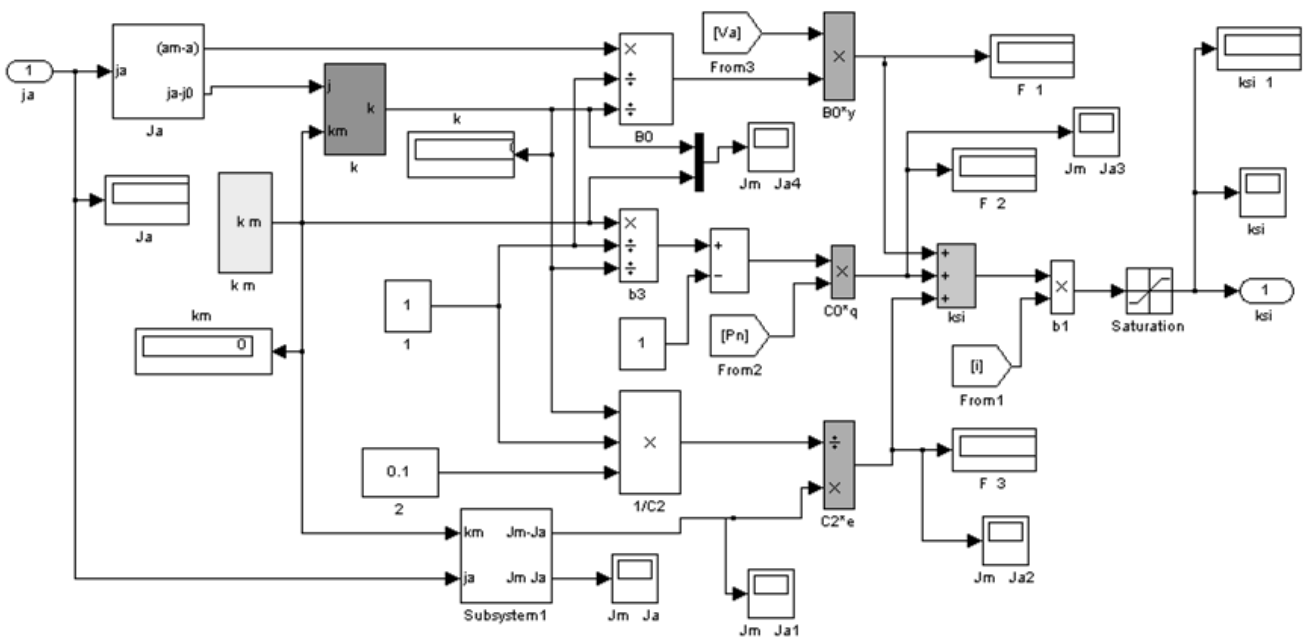 1
ja
ja
(am-a)
ja-j0
Ja
j
km
k
k
k
×
÷
÷
B0
[Va]
From3
×
B0*y
F 1
ksi 1
Jm Ja4
Jm Ja3
F 2
ksi
Ja
k m
k m
×
÷
÷
b3
+
−
×
C0*q
+
+
+
ksi
×
b1
Saturation
1
ksi
km
0
1
1
1
[Pn]
From2
[i]
From1
0.1
2
×
1/C2
÷
×
C2*e
F 3
km
ja
Jm-Ja
Jm Ja
Subsystem1
Jm Ja
Jm Ja1
Jm Ja2